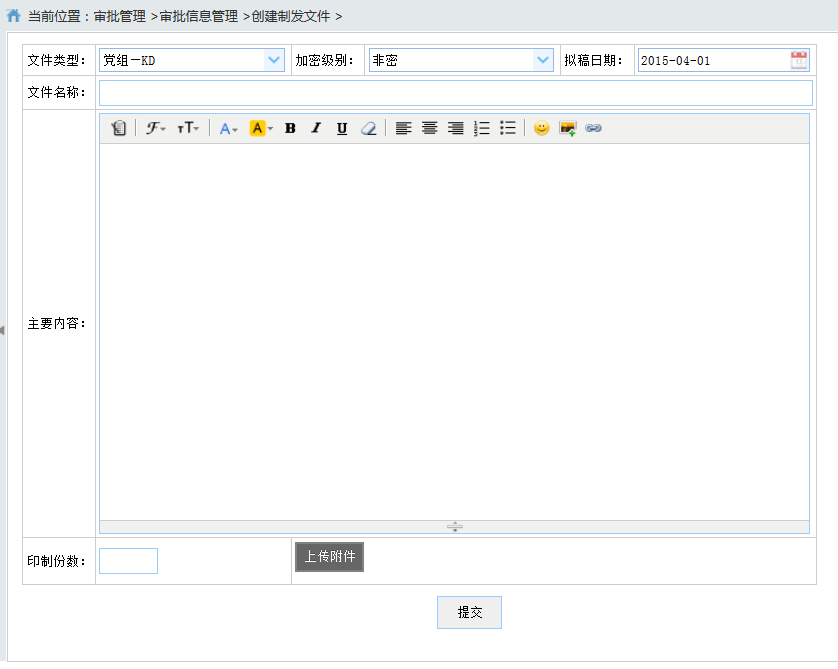 当前位置：审批管理 >审批信息管理 >创建制发文件 >
文件类型： 党组—KD 加密级别： 非密 拟稿日期： 2015-04-01
文件名称：
主要内容：
印制份数： 上传附件
提交